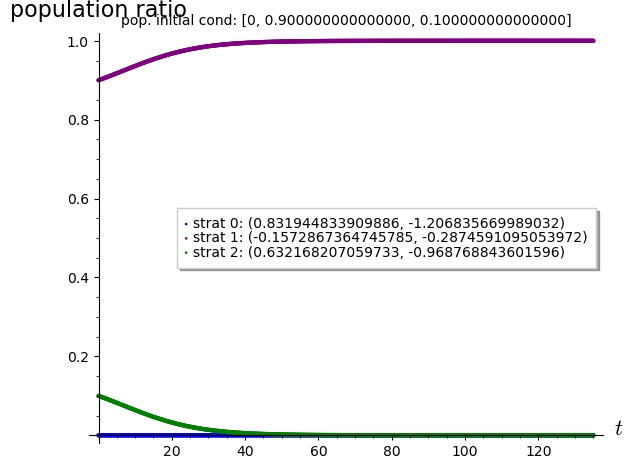 population ratio
pop. initial cond: [0, 0.900000000000000, 0.100000000000000]
1.0
0.8
0.6
strat 0: (0.831944833909886, -1.206835669989032)
strat 1: (-0.1572867364745785, -0.2874591095053972)
strat 2: (0.632168207059733, -0.968768843601596)
0.4
0.2
t
20 40 60 80 100 120